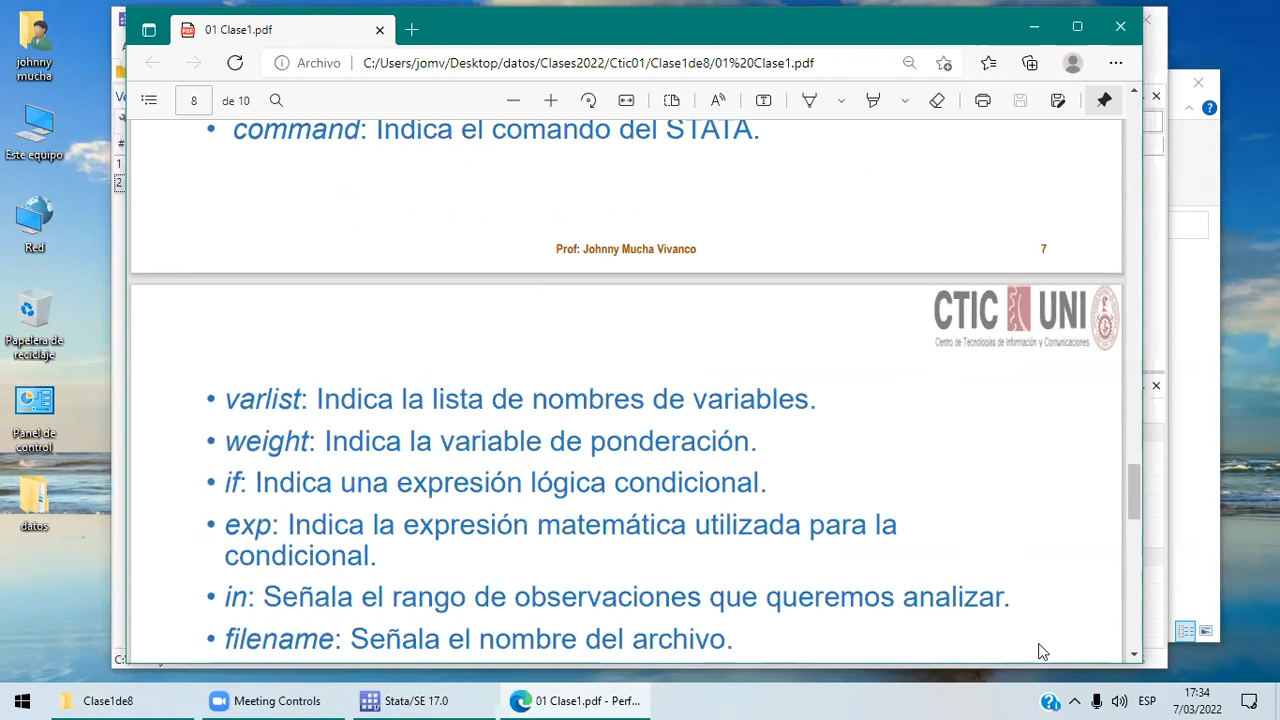 johnny
mucha
Este equipo
Red
Papelera de
reciclaje
Panel de
control
datos
01 Clase1.pdf
Archivo
C:/Users/jomv/Desktop/datos/Clases2022/Ctic01/Clase1de8/01%20Clase1.pdf
8 de 10
• command: Indica el comando del STATA.
Prof: Johnny Mucha Vivanco 7
CTIC UNI
Centro de Tecnologías de Información y Comunicaciones
• varlist: Indica la lista de nombres de variables.
• weight: Indica la variable de ponderación.
• if: Indica una expresión lógica condicional.
• exp: Indica la expresión matemática utilizada para la
condicional.
• in: Señala el rango de observaciones que queremos analizar.
• filename: Señala el nombre del archivo.
#
1
2
Clase1de8
Meeting Controls
Stata/SE 17.0
01 Clase1.pdf - Perf...
ESP
17:34
7/03/2022